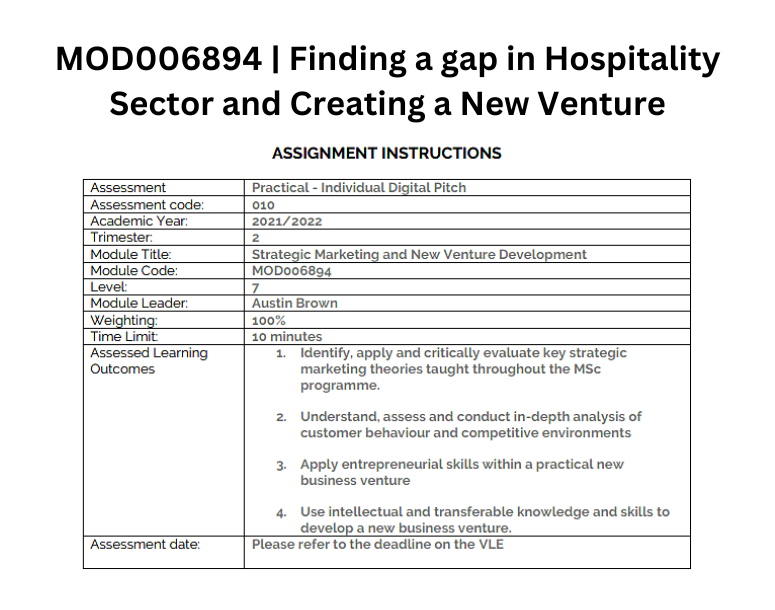 MOD006894 | Finding a gap in Hospitality
Sector and Creating a New Venture
ASSIGNMENT INSTRUCTIONS
Assessment Practical - Individual Digital Pitch
Assessment code: 010
Academic Year: 2021/2022
Trimester: 2
Module Title: Strategic Marketing and New Venture Development
Module Code: MOD006894
Level: 7
Module Leader: Austin Brown
Weighting: 100%
Time Limit: 10 minutes
Assessed Learning
Outcomes
1. Identify, apply and critically evaluate key strategic
marketing theories taught throughout the MSc
programme.
2. Understand, assess and conduct in-depth analysis of
customer behaviour and competitive environments
3. Apply entrepreneurial skills within a practical new
business venture
4. Use intellectual and transferable knowledge and skills to
develop a new business venture.
Assessment date: Please refer to the deadline on the VLE